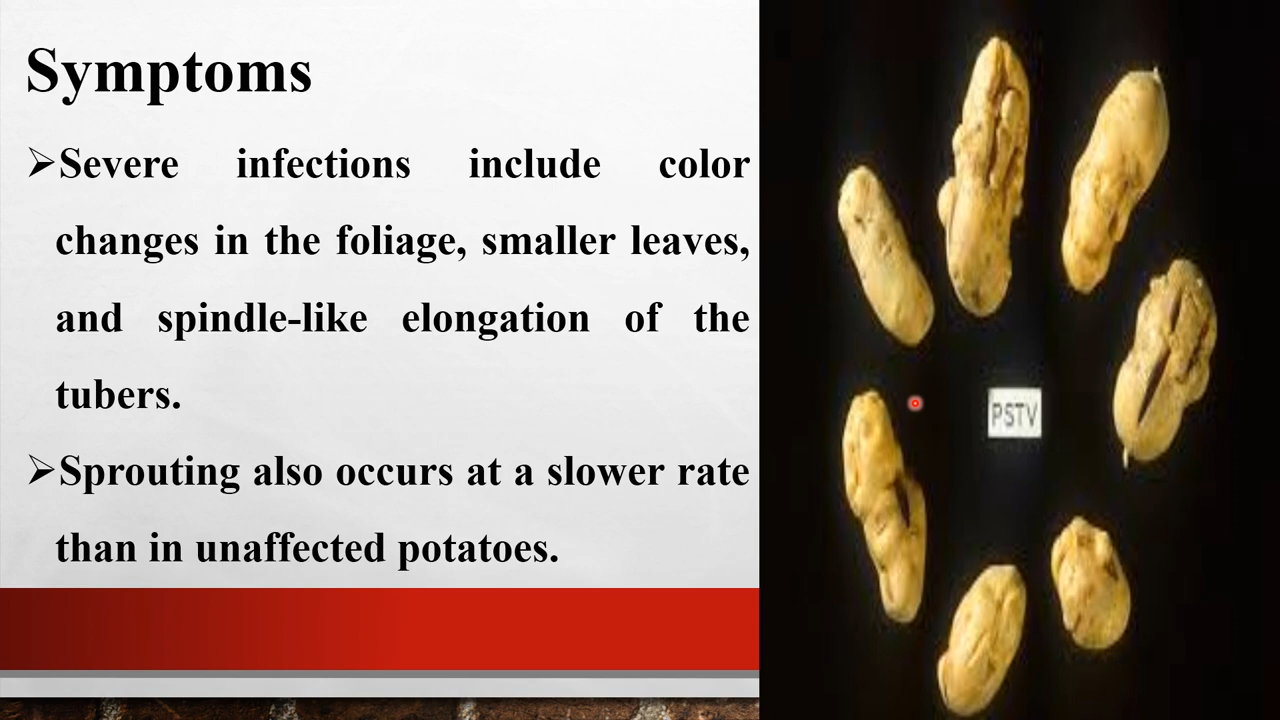 Symptoms
➢Severe infections include color
changes in the foliage, smaller leaves,
and spindle-like elongation of the
tubers.
➢Sprouting also occurs at a slower rate
than in unaffected potatoes.
PSTV